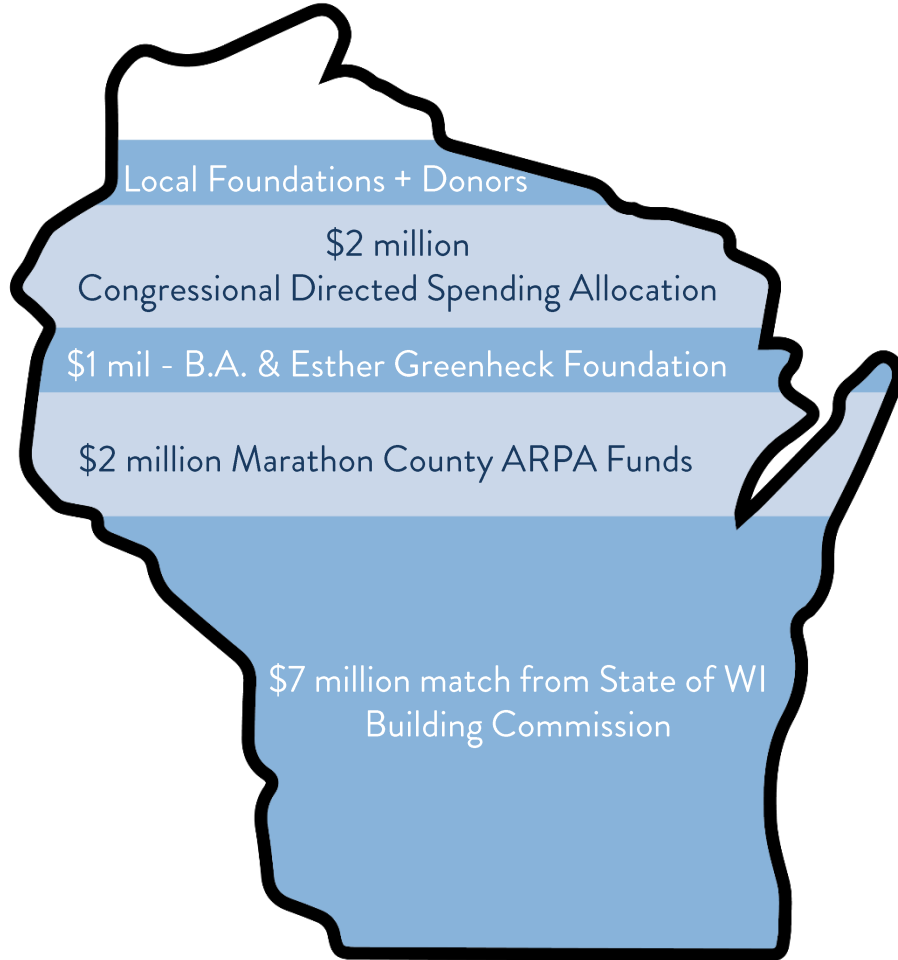 Local Foundations + Donors
$2 million
Congressional Directed Spending Allocation
$1 mil - B.A. & Esther Greenheck Foundation
$2 million Marathon County ARPA Funds
$7 million match from State of WI
Building Commission